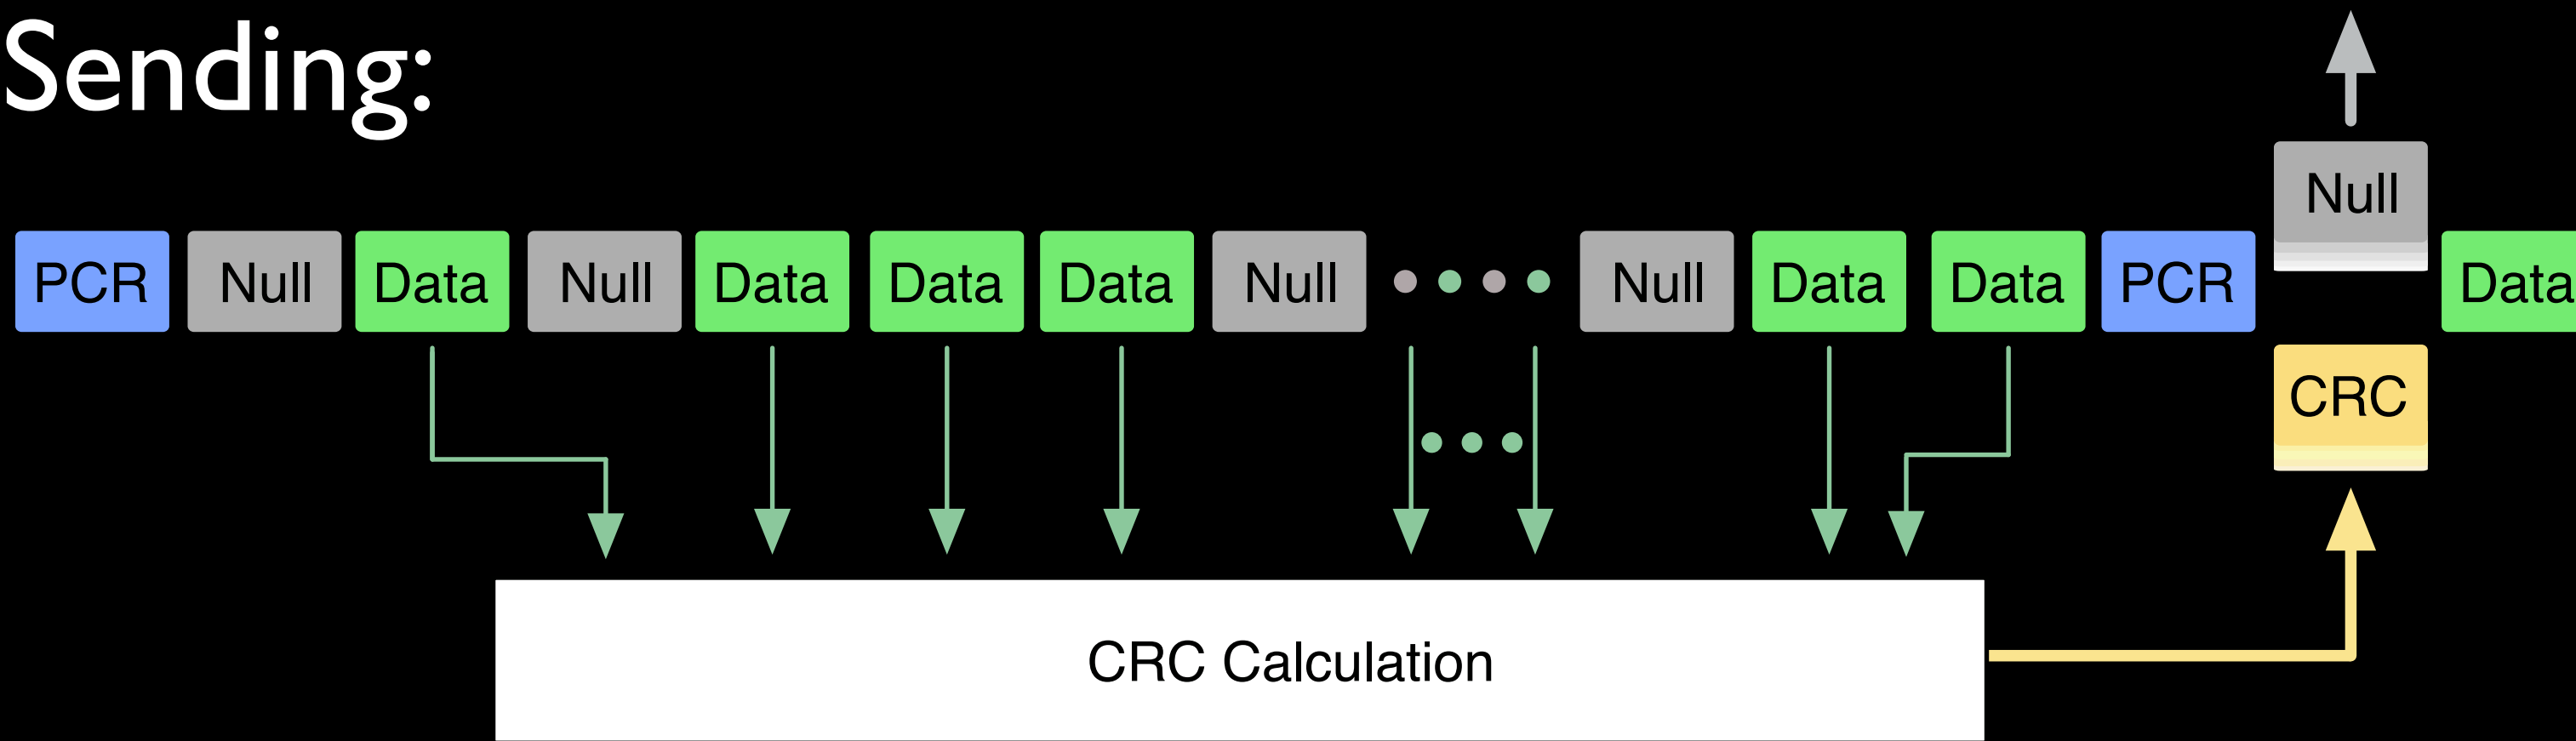 Sending:
Null
PCR Null Data Null Data Data Data Null Null Data Data PCR Data
CRC
CRC Calculation